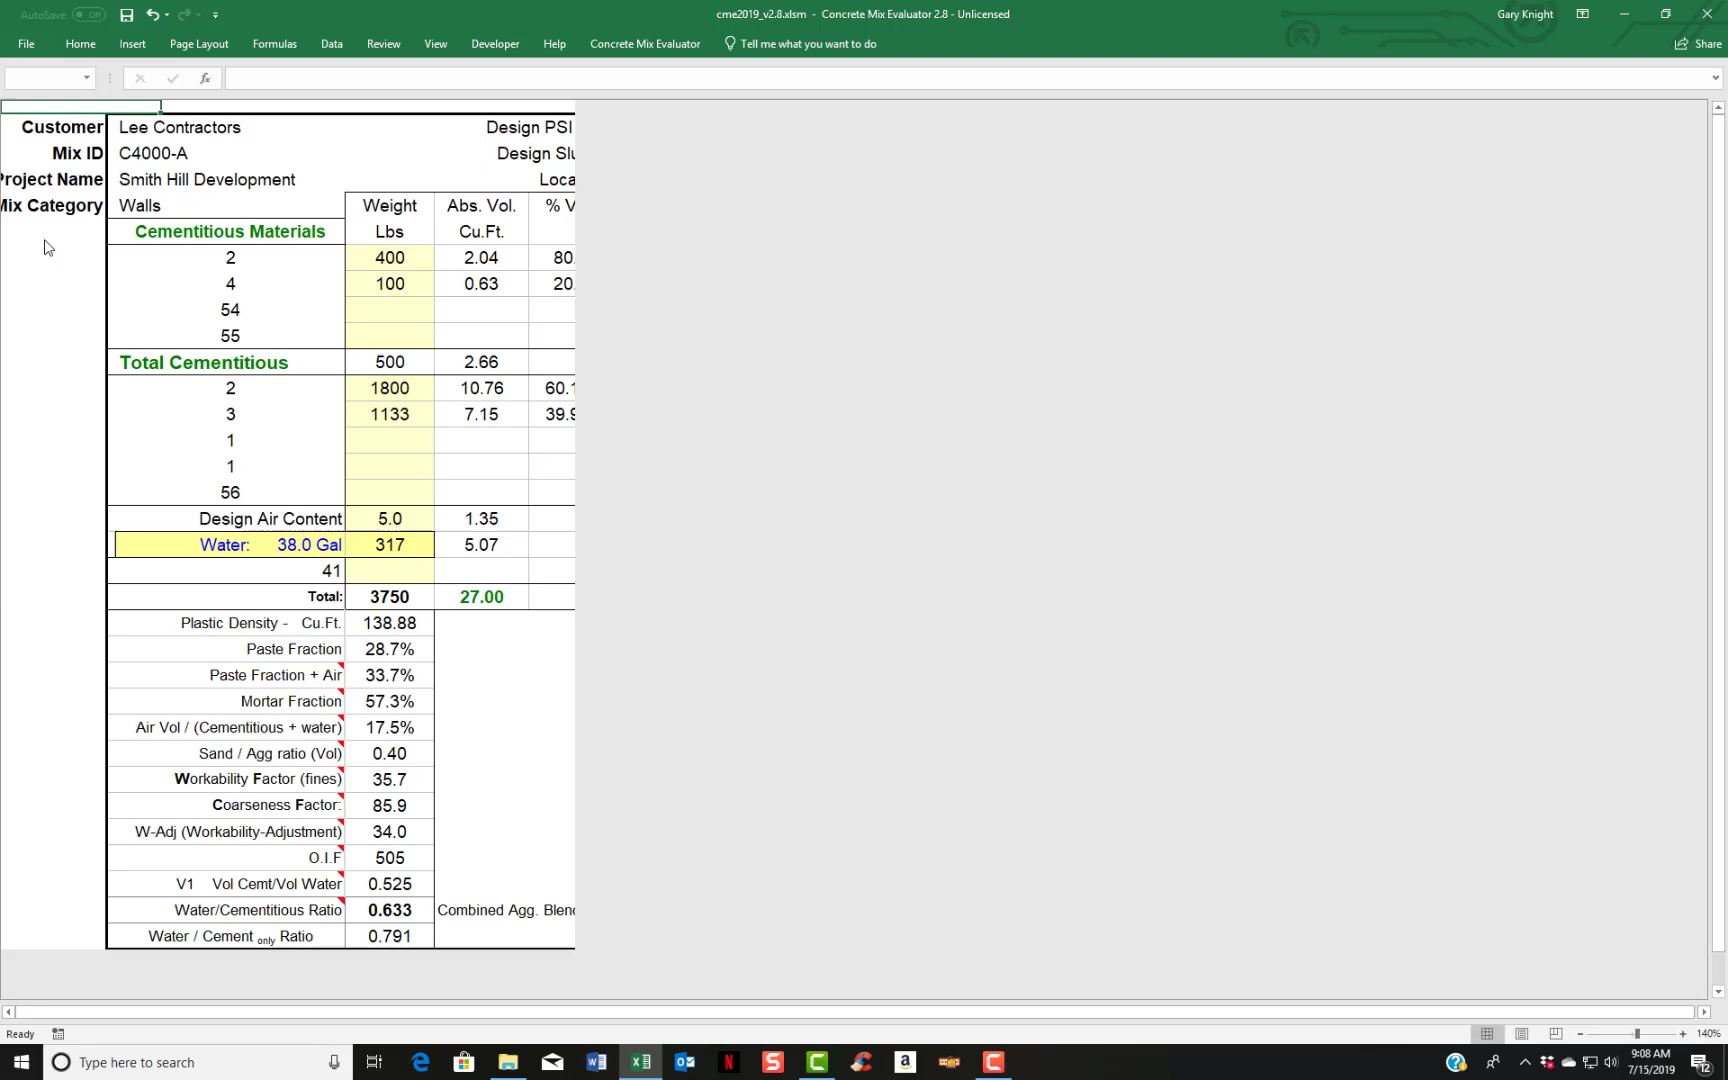 AutoSave Off
cme2019_v2.8.xlsm - Concrete Mix Evaluator 2.8 - Unlicensed
Gary Knight
File Home Insert Page Layout Formulas Data Review View Developer Help Concrete Mix Evaluator Tell me what you want to do Share
fx
Customer Lee Contractors Design PSI
Mix ID C4000-A Design Slu
Project Name Smith Hill Development Loca
Mix Category Walls Weight Abs. Vol. % V
Cementitious Materials Lbs Cu.Ft.
2 400 2.04 80.
4 100 0.63 20.
54
55
Total Cementitious 500 2.66
2 1800 10.76 60.1
3 1133 7.15 39.9
1
1
56
Design Air Content 5.0 1.35
Water: 38.0 Gal 317 5.07
41
Total: 3750 27.00
Plastic Density - Cu.Ft. 138.88
Paste Fraction 28.7%
Paste Fraction + Air 33.7%
Mortar Fraction 57.3%
Air Vol / (Cementitious + water) 17.5%
Sand / Agg ratio (Vol) 0.40
Workability Factor (fines) 35.7
Coarseness Factor: 85.9
W-Adj (Workability-Adjustment) 34.0
O.I.F 505
V1 Vol Cemt/Vol Water 0.525
Water/Cementitious Ratio 0.633 Combined Agg. Blend
Water / Cement only Ratio 0.791
Ready
140%
Type here to search
9:08 AM
7/15/2019
12